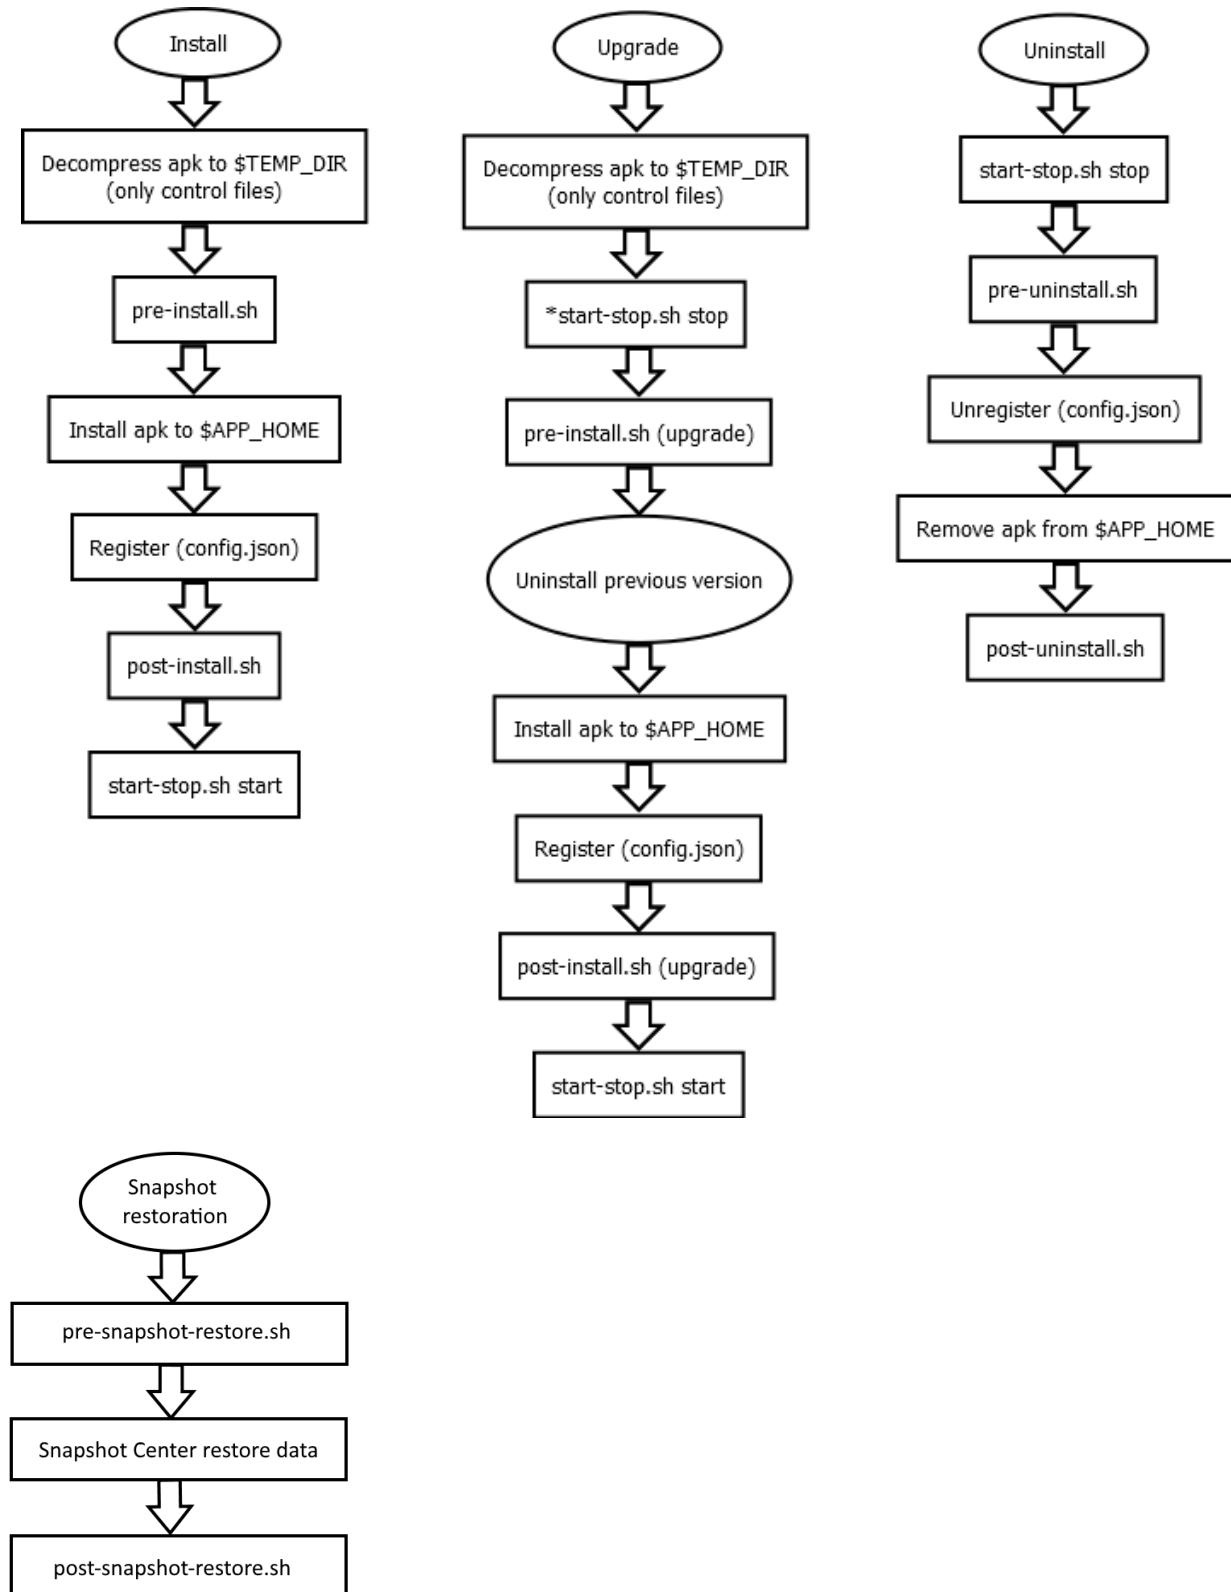 Install
Decompress apk to $TEMP_DIR
(only control files)
pre-install.sh
Install apk to $APP_HOME
Register (config.json)
post-install.sh
start-stop.sh start
Upgrade
Decompress apk to $TEMP_DIR
(only control files)
*start-stop.sh stop
pre-install.sh (upgrade)
Uninstall previous version
Install apk to $APP_HOME
Register (config.json)
post-install.sh (upgrade)
start-stop.sh start
Uninstall
start-stop.sh stop
pre-uninstall.sh
Unregister (config.json)
Remove apk from $APP_HOME
post-uninstall.sh
Snapshot
restoration
pre-snapshot-restore.sh
Snapshot Center restore data
post-snapshot-restore.sh